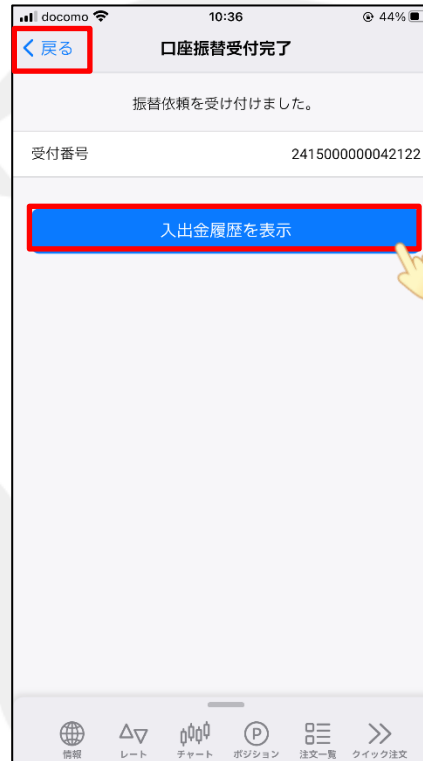 docomo 10:36 44%
戻る 口座振替受付完了
振替依頼を受け付けました。
受付番号 2415000000042122
入出金履歴を表示
P
情報 レート チャート ポジション 注文一覧 クイック注文